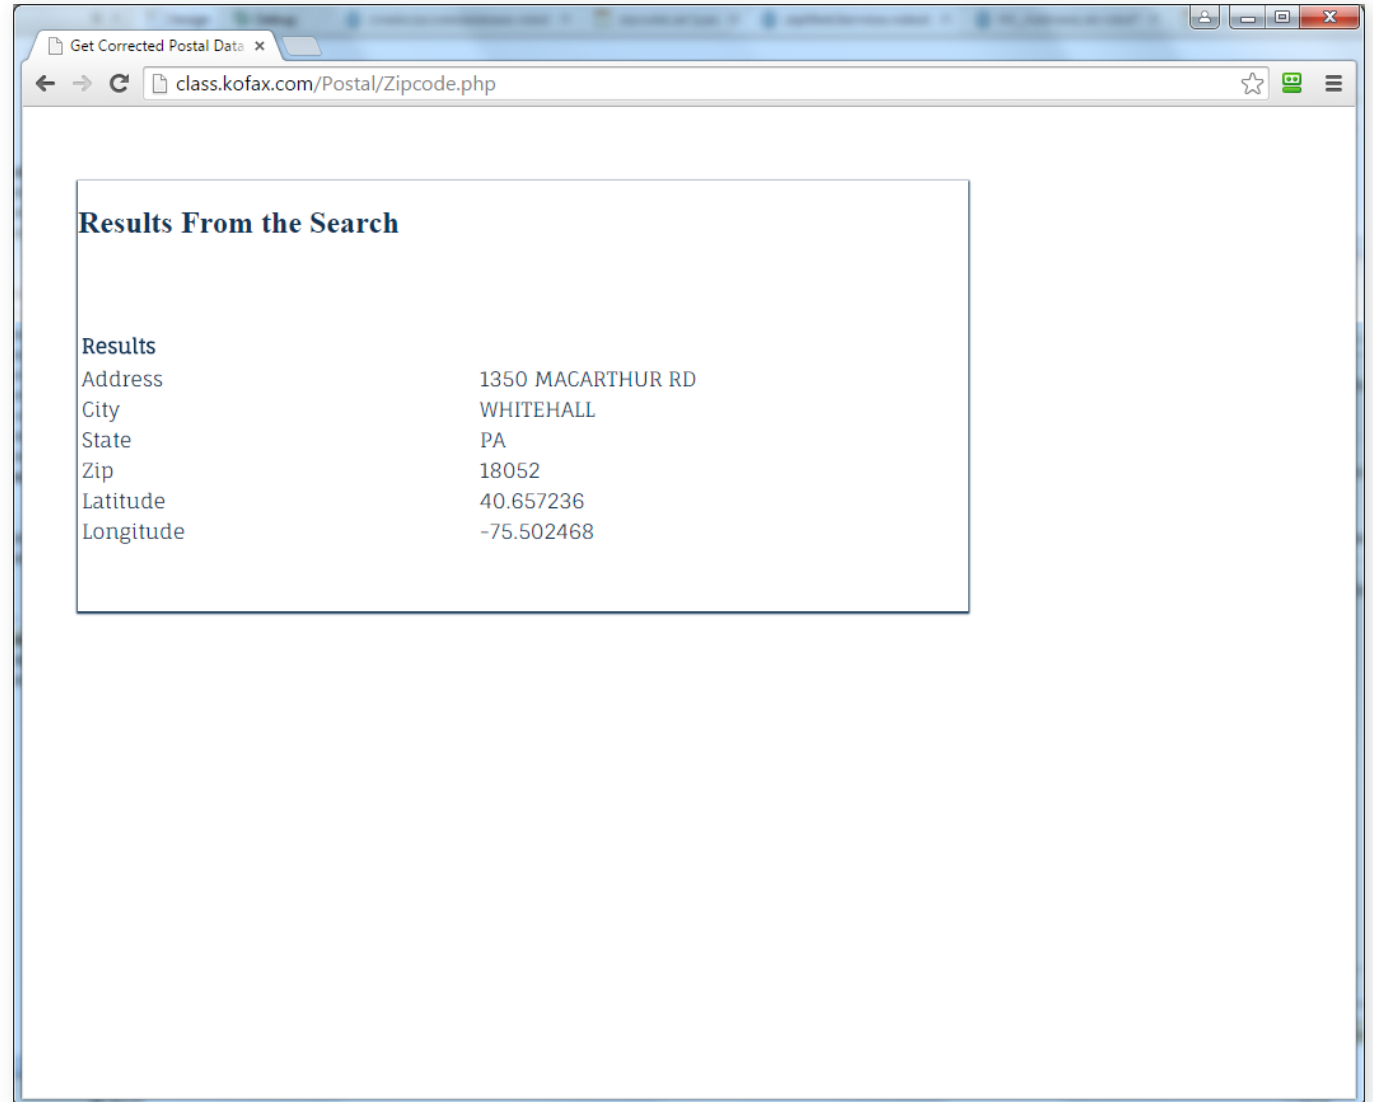 Get Corrected Postal Data
class.kofax.com/Postal/Zipcode.php
Results From the Search
Results
Address 1350 MACARTHUR RD
City WHITEHALL
State PA
Zip 18052
Latitude 40.657236
Longitude -75.502468